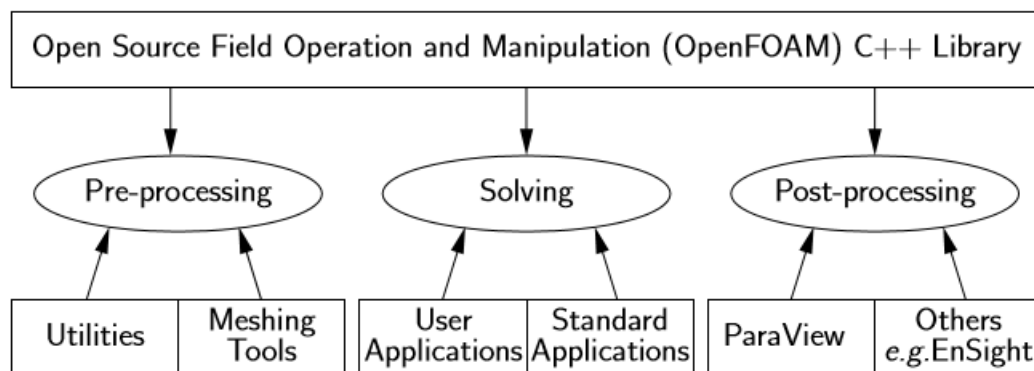 Open Source Field Operation and Manipulation (OpenFOAM) C++ Library
Pre-processing
Solving
Post-processing
Utilities
Meshing
Tools
User
Applications
Standard
Applications
ParaView
Others
e.g.EnSight